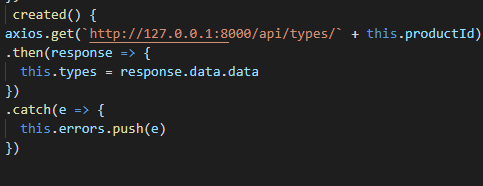 created() {
axios.get(`http://127.0.0.1:8000/api/types/` + this.productId)
.then(response => {
this.types = response.data.data
})
.catch(e => {
this.errors.push(e)
})